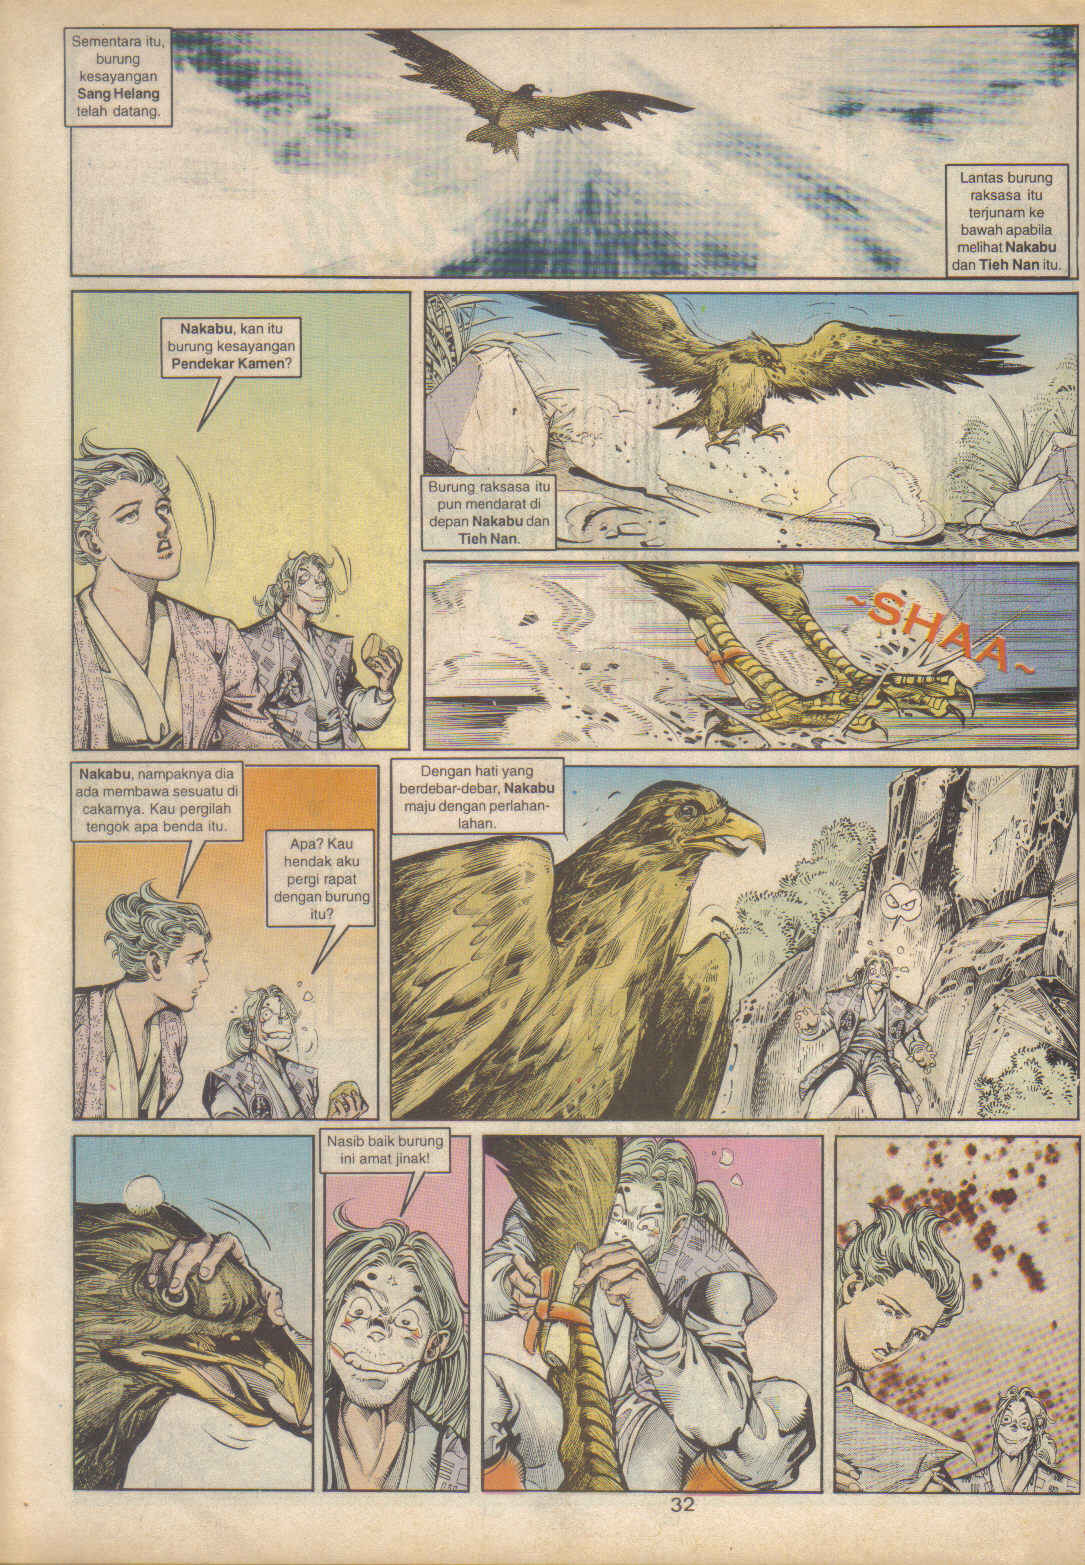 Sementara itu,
burung
kesayangan
Sang Helang
telah datang.
Lantas burung
raksasa itu
terjunam ke
bawah apabila
melihat Nakabu
dan Tieh Nan itu.
Nakabu, kan itu
burung kesayangan
Pendekar Kamen?
Burung raksasa itu
pun mendarat di
depan Nakabu dan
Tieh Nan.
~SHAA~
Nakabu, nampaknya dia
ada membawa sesuatu di
cakarnya. Kau pergilah
tengok apa benda itu.
Apa? Kau
hendak aku
pergi rapat
dengan burung
itu?
Dengan hati yang
berdebar-debar, Nakabu
maju dengan perlahan-
lahan.
Nasib baik burung
ini amat jinak!
32